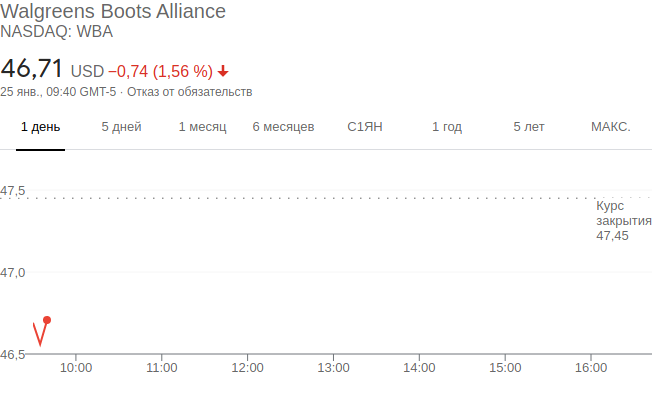 Walgreens Boots Alliance
NASDAQ: WBA
46,71 USD −0,74 (1,56 %)
25 янв., 09:40 GMT-5 · Отказ от обязательств
1 день 5 дней 1 месяц 6 месяцев С1ЯН 1 год 5 лет МАКС.
47,5
Курс
закрытия
47,45
47,0
46,5
10:00 11:00 12:00 13:00 14:00 15:00 16:00